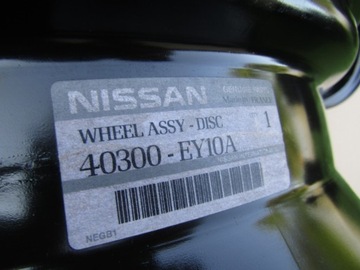 NISSAN
WHEEL ASSY-DISC 1
40300-EY10A
NEGB1